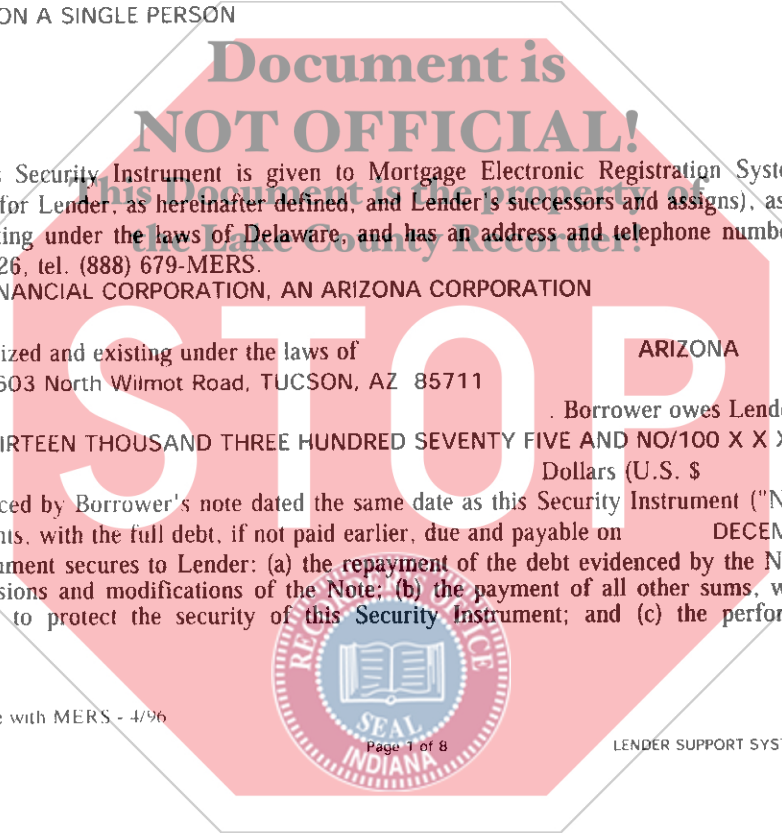 ON A SINGLE PERSON
Document is
NOT OFFICIAL!
Security Instrument is given to Mortgage Electronic Registration Syste
This Document is the property of
for Lender, as hereinafter defined, and Lender's successors and assigns), as
ting under the laws of Delaware, and has an address and telephone numbe
the Lake County Recorder!
26, tel. (888) 679-MERS.
NANCIAL CORPORATION, AN ARIZONA CORPORATION
STOP
ized and existing under the laws of ARIZONA
603 North Wilmot Road, TUCSON, AZ 85711
. Borrower owes Lende
IRTEEN THOUSAND THREE HUNDRED SEVENTY FIVE AND NO/100 X X X
Dollars (U.S. $
ced by Borrower's note dated the same date as this Security Instrument ("N
nts, with the full debt, if not paid earlier, due and payable on DECEM
ument secures to Lender: (a) the repayment of the debt evidenced by the N
sions and modifications of the Note; (b) the payment of all other sums, w
to protect the security of this Security Instrument; and (c) the perfor
RECORDER'S OFFICE
SEAL
INDIANA
e with MERS - 4/96
Page 1 of 8
LENDER SUPPORT SYST